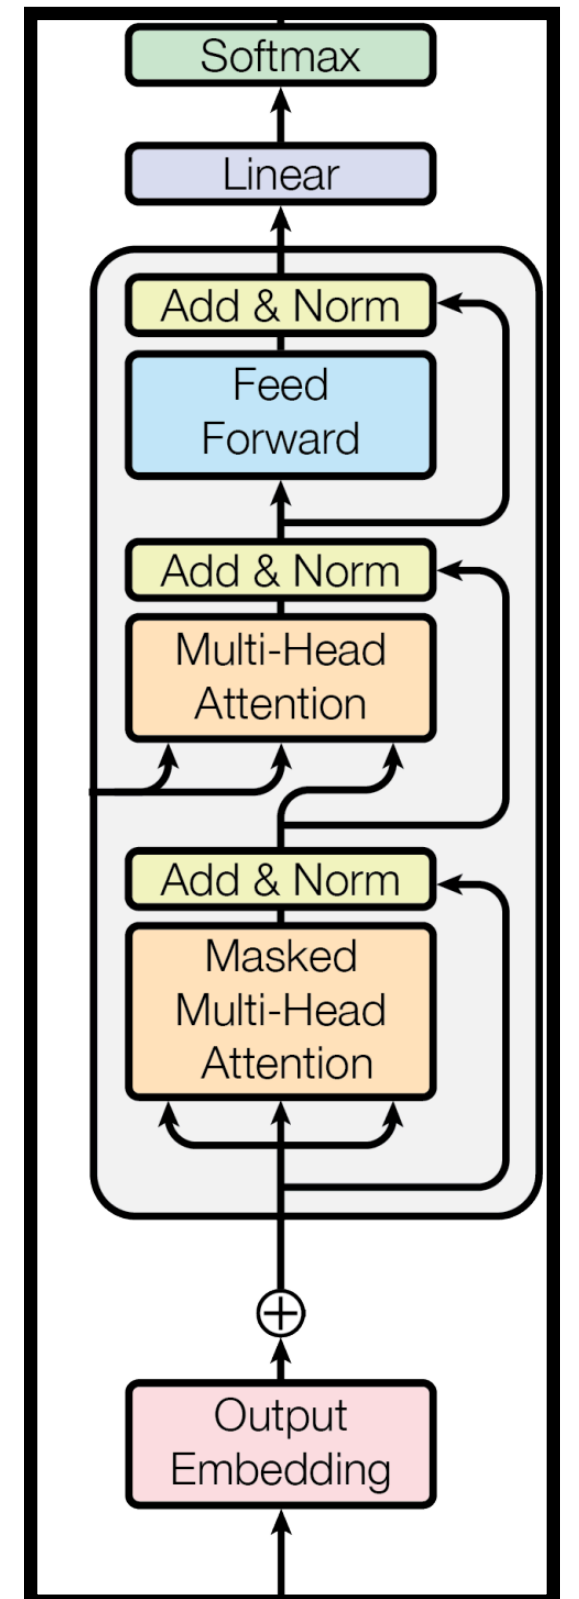 Softmax
Linear
Add & Norm
Feed
Forward
Add & Norm
Multi-Head
Attention
Add & Norm
Masked
Multi-Head
Attention
Output
Embedding